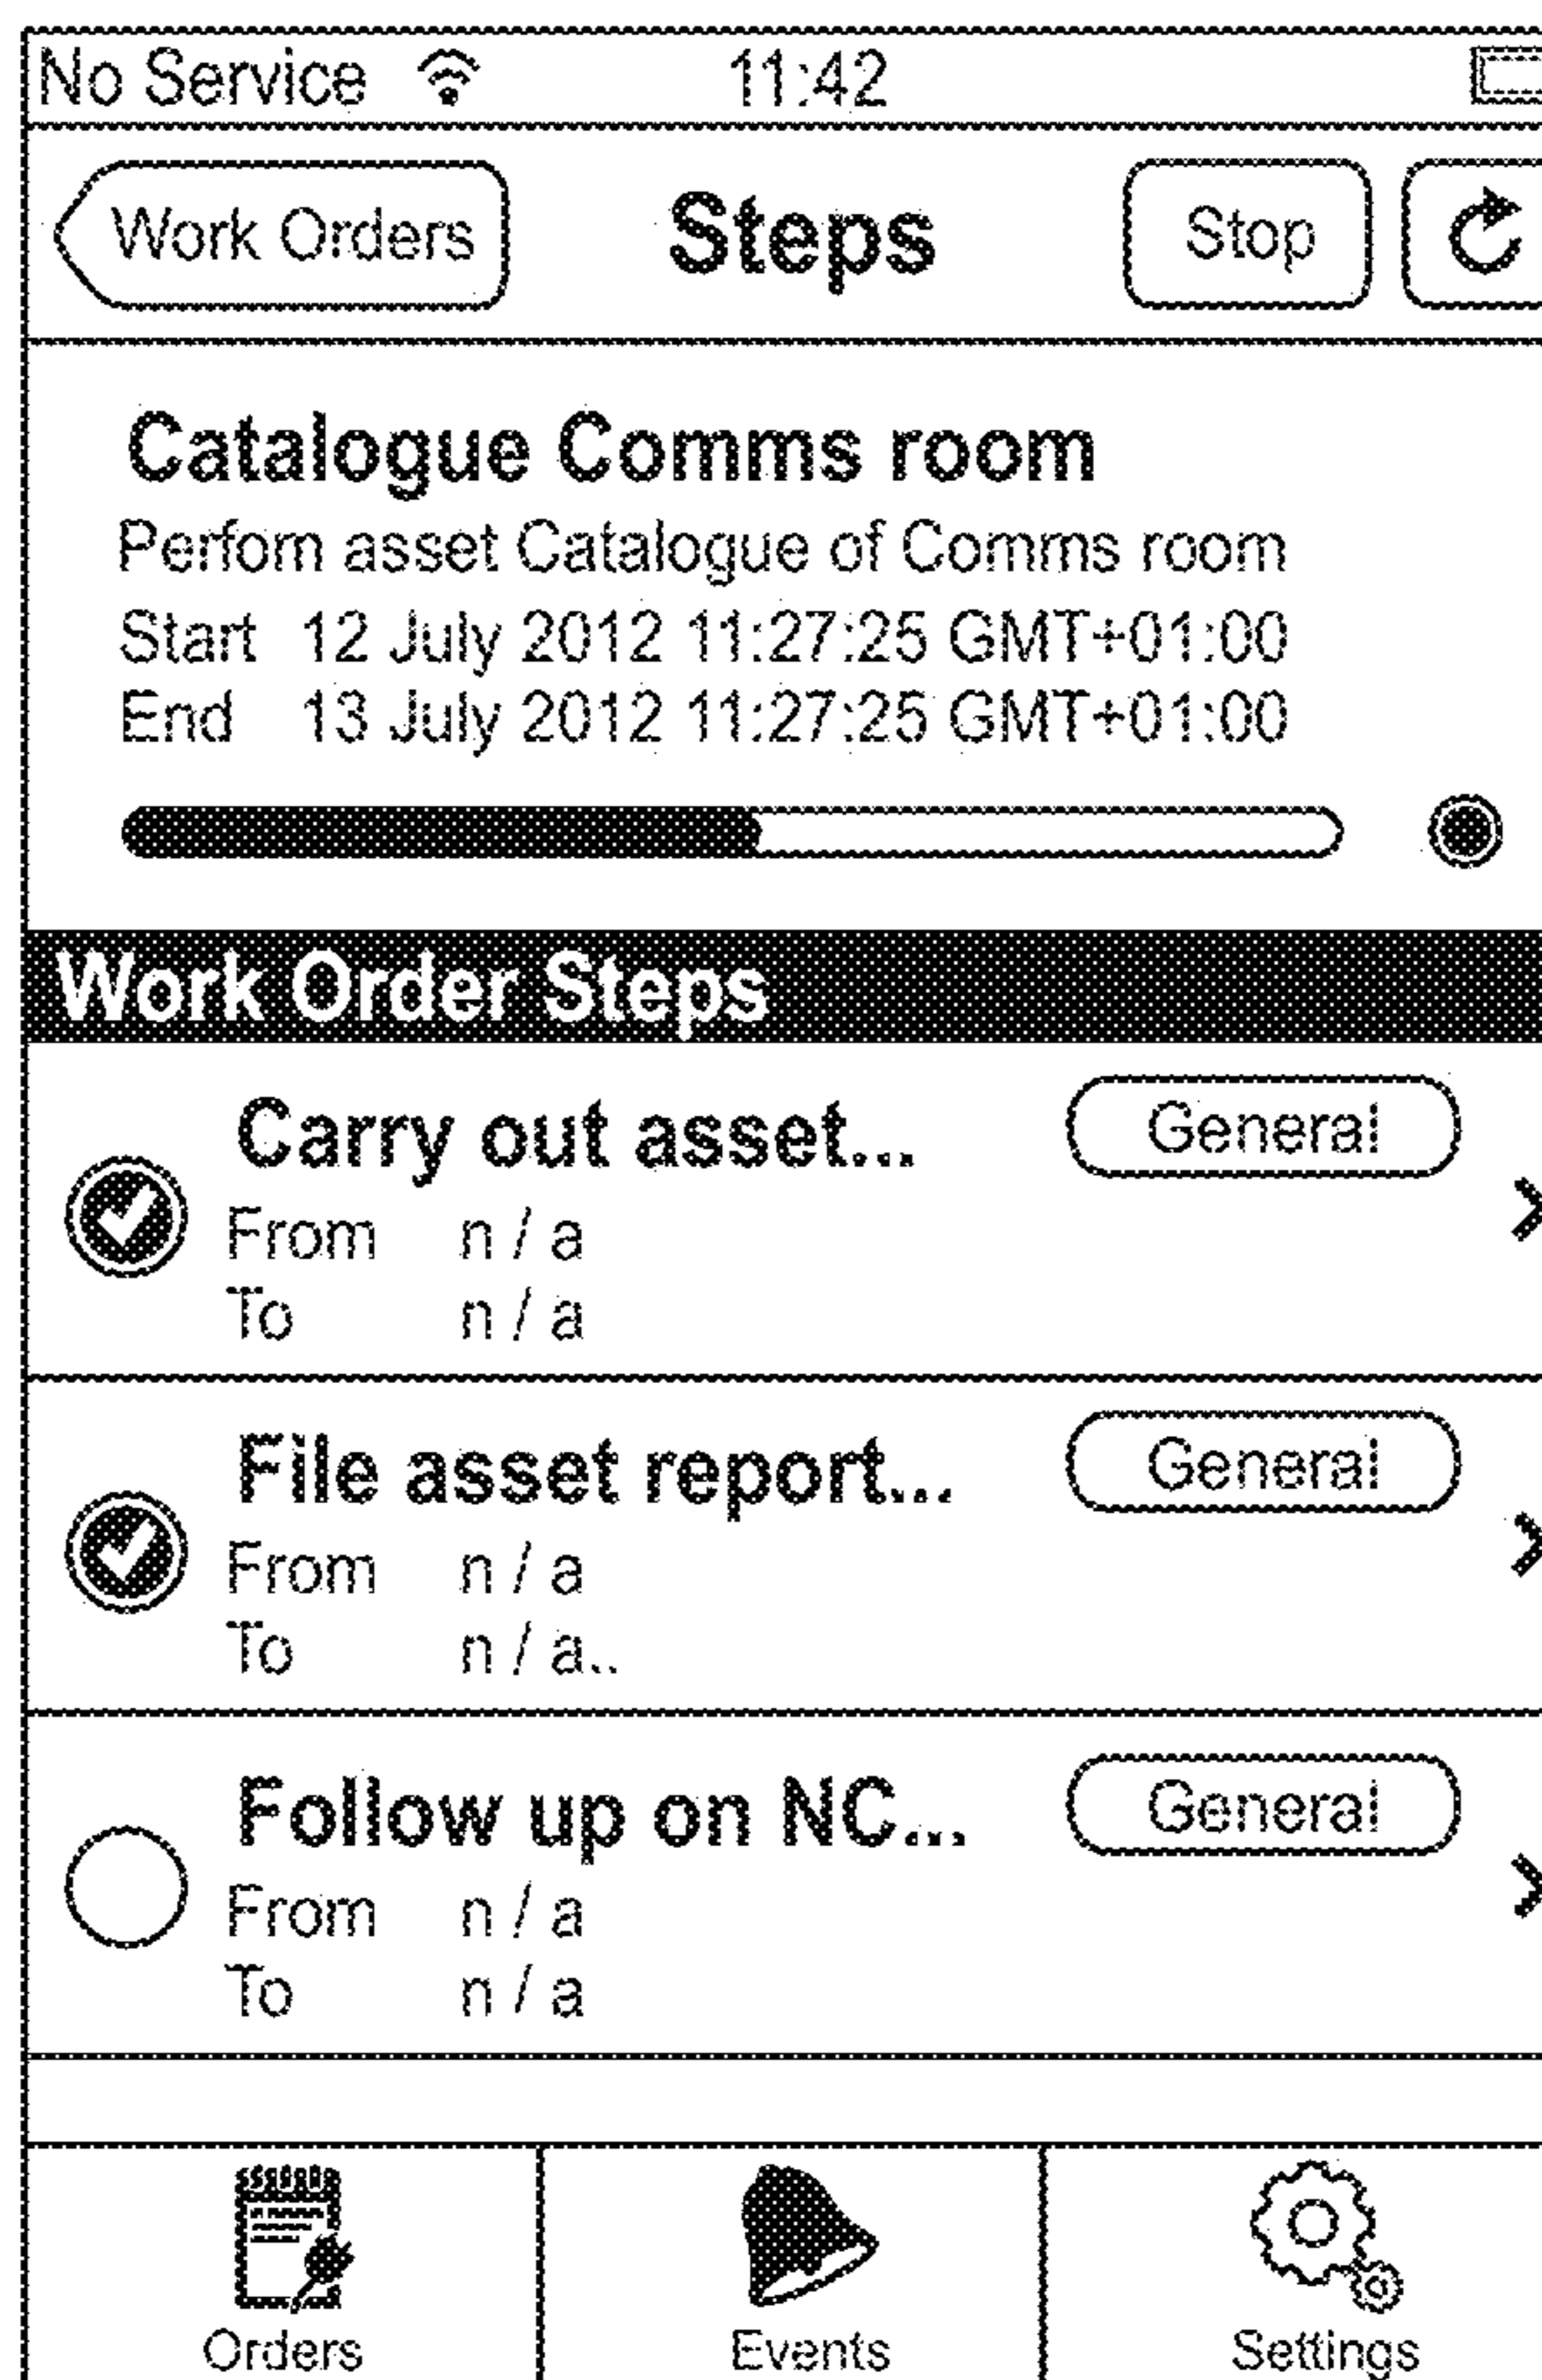 No Service 11:42
Work Orders Steps Stop
Catalogue Comms room
Perfom asset Catalogue of Comms room
Start 12 July 2012 11:27:25 GMT+01:00
End 13 July 2012 11:27:25 GMT+01:00
Work Order Steps
Carry out asset... General
From n / a
To n / a
File asset report... General
From n / a
To n / a..
Follow up on NC... General
From n / a
To n / a
Orders Events Settings